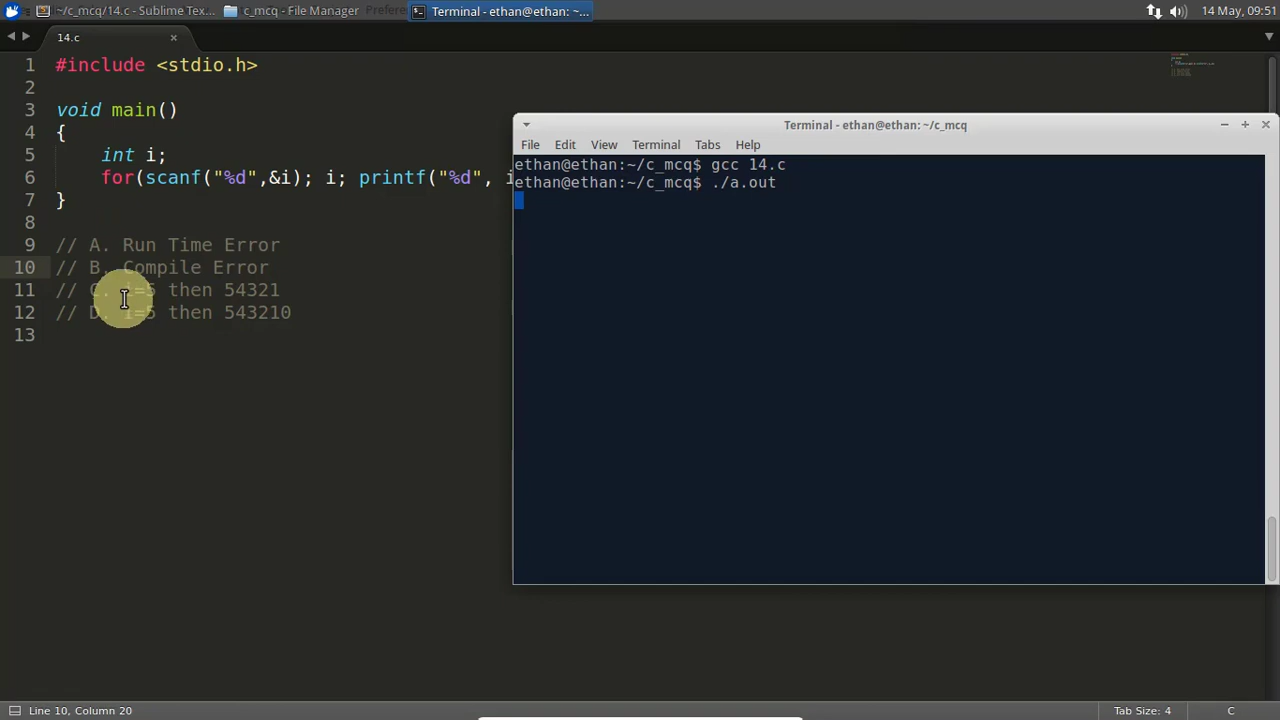 ~/c_mcq/14.c - Sublime Tex... c_mcq - File Manager Prefere Terminal - ethan@ethan: ~... 14 May, 09:51
14.c
1 #include <stdio.h>
2
3 void main()
4 {
5 int i;
6 for(scanf("%d",&i); i; printf("%d", i
7 }
8
9 // A. Run Time Error
10 // B. Compile Error
11 // C. i=5 then 54321
12 // D. i=5 then 543210
13
Terminal - ethan@ethan: ~/c_mcq
File Edit View Terminal Tabs Help
ethan@ethan:~/c_mcq$ gcc 14.c
ethan@ethan:~/c_mcq$ ./a.out
Line 10, Column 20 Tab Size: 4 C